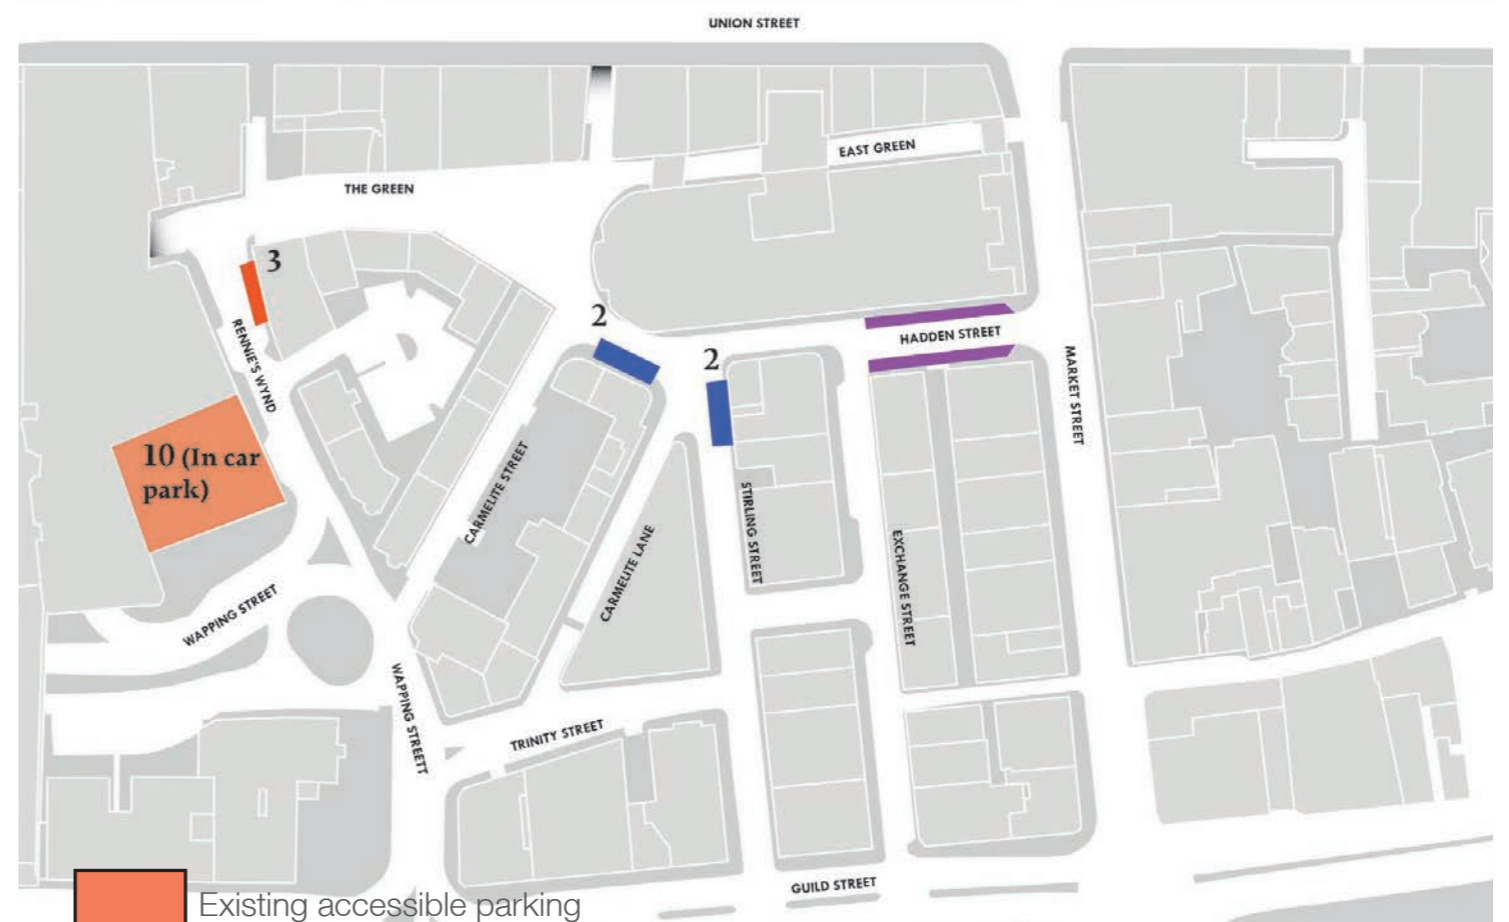 UNION STREET
EAST GREEN
THE GREEN
3
2
HADDEN STREET
RENNIE'S WYND
2
MARKET STREET
10 (In car
park)
CARMELITE STREET
STIRLING STREET
CARMELITE LANE
EXCHANGE STREET
WAPPING STREET
WAPPING STREETT
TRINITY STREET
GUILD STREET
Existing accessible parking